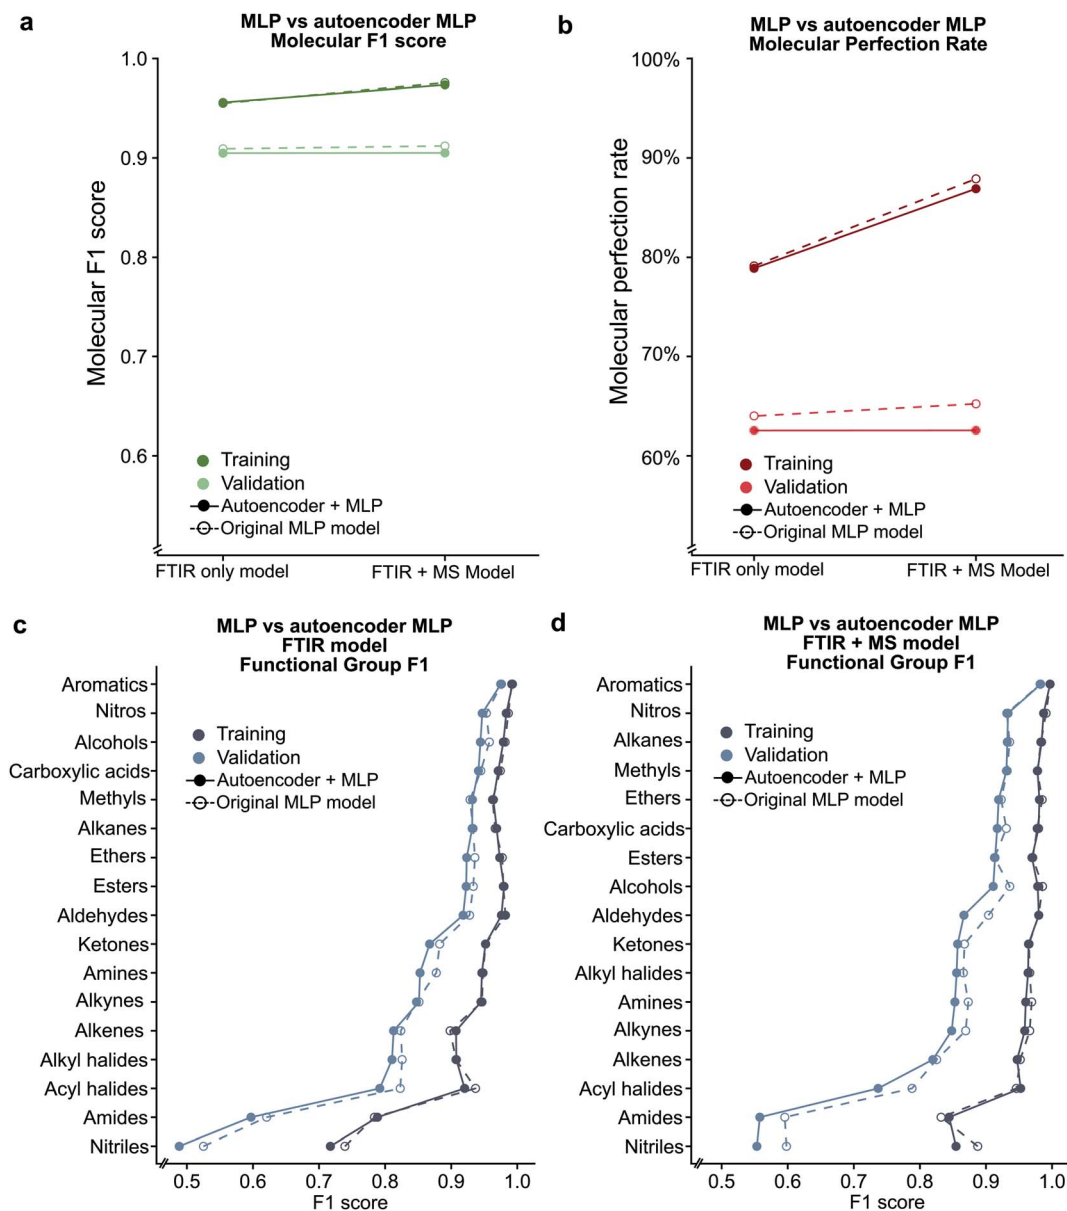 a
MLP vs autoencoder MLP
Molecular F1 score
1.0
0.9
0.8
0.7
0.6
Molecular F1 score
Training
Validation
Autoencoder + MLP
Original MLP model
FTIR only model
FTIR + MS Model
b
MLP vs autoencoder MLP
Molecular Perfection Rate
100%
90%
80%
70%
60%
Molecular perfection rate
Training
Validation
Autoencoder + MLP
Original MLP model
FTIR only model
FTIR + MS Model
c
MLP vs autoencoder MLP
FTIR model
Functional Group F1
Aromatics
Nitros
Alcohols
Carboxylic acids
Methyls
Alkanes
Ethers
Esters
Aldehydes
Ketones
Amines
Alkynes
Alkenes
Alkyl halides
Acyl halides
Amides
Nitriles
Training
Validation
Autoencoder + MLP
Original MLP model
0.5
0.6
0.7
0.8
0.9
1.0
F1 score
d
MLP vs autoencoder MLP
FTIR + MS model
Functional Group F1
Aromatics
Nitros
Alkanes
Methyls
Ethers
Carboxylic acids
Esters
Alcohols
Aldehydes
Ketones
Alkyl halides
Amines
Alkynes
Alkenes
Acyl halides
Amides
Nitriles
Training
Validation
Autoencoder + MLP
Original MLP model
0.5
0.6
0.7
0.8
0.9
1.0
F1 score